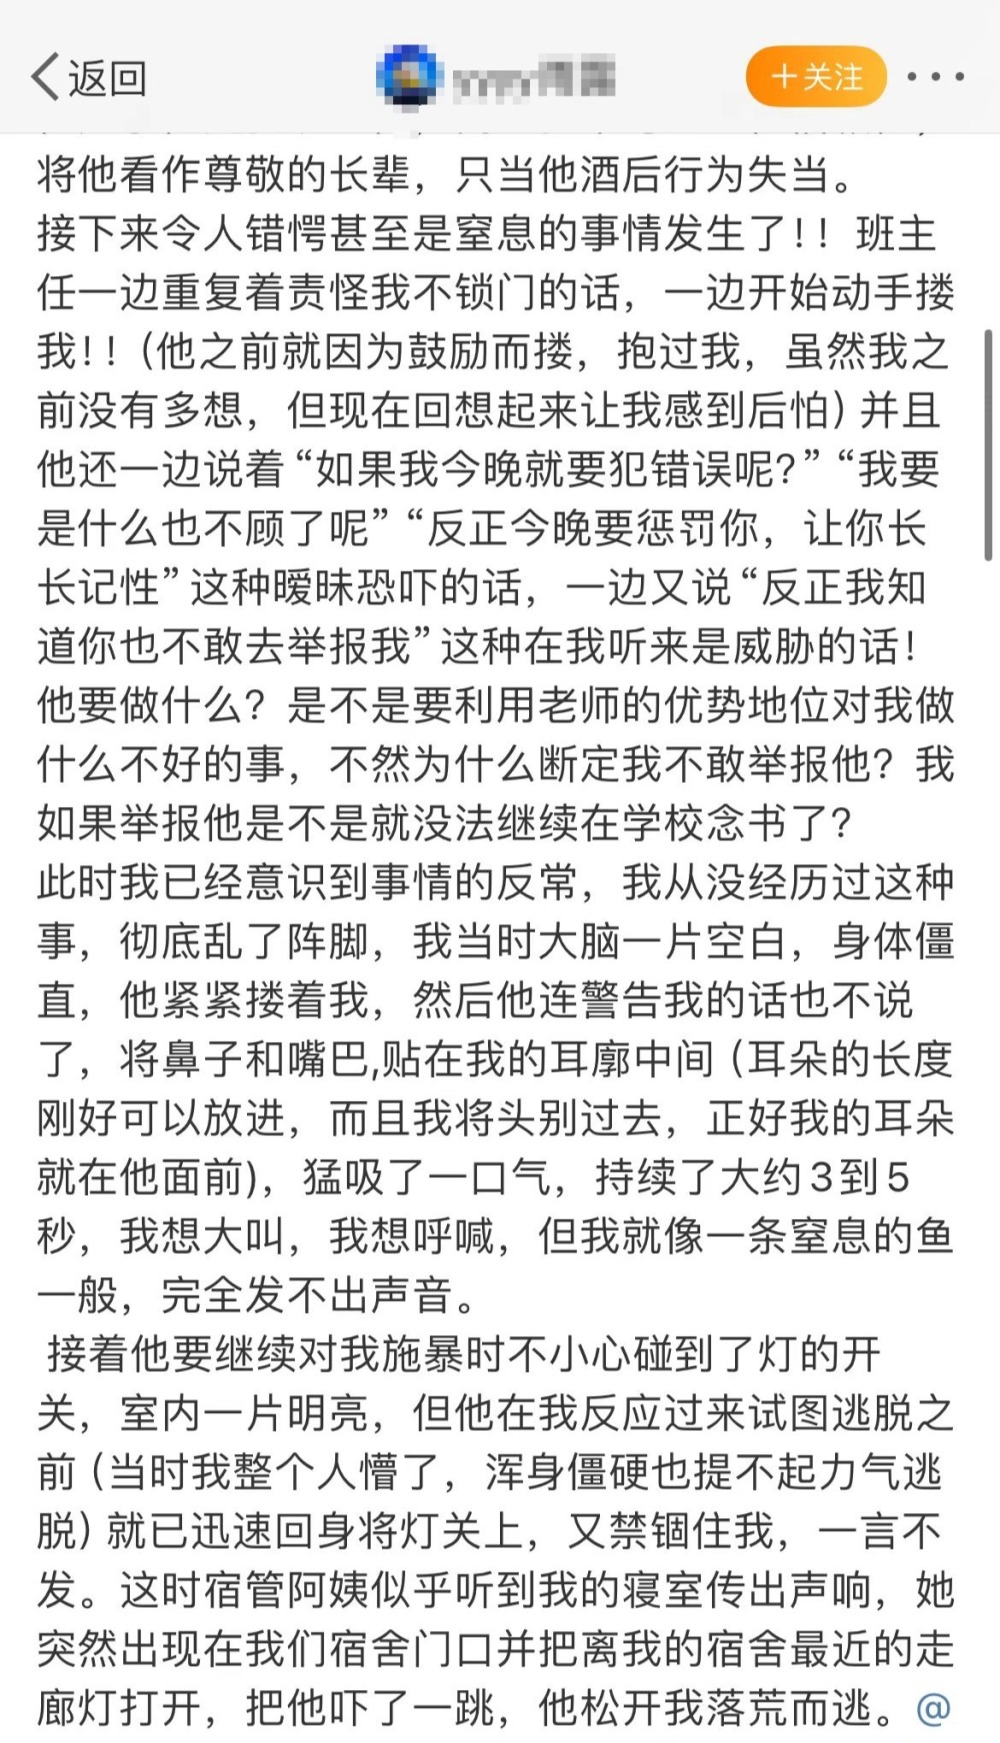 返回
+关注
将他看作尊敬的长辈，只当他酒后行为失当。
接下来令人错愕甚至是窒息的事情发生了！！班主
任一边重复着责怪我不锁门的话，一边开始动手搂
我！！（他之前就因为鼓励而搂，抱过我，虽然我之
前没有多想，但现在回想起来让我感到后怕）并且
他还一边说着“如果我今晚就要犯错误呢？”“我要
是什么也不顾了呢”“反正今晚要惩罚你，让你长
长记性”这种暧昧恐吓的话，一边又说“反正我知
道你也不敢去举报我”这种在我听来是威胁的话！
他要做什么？是不是要利用老师的优势地位对我做
什么不好的事，不然为什么断定我不敢举报他？我
如果举报他是不是就没法继续在学校念书了？
此时我已经意识到事情的反常，我从没经历过这种
事，彻底乱了阵脚，我当时大脑一片空白，身体僵
直，他紧紧搂着我，然后他连警告我的话也不说
了，将鼻子和嘴巴,贴在我的耳廓中间（耳朵的长度
刚好可以放进，而且我将头别过去，正好我的耳朵
就在他面前)，猛吸了一口气，持续了大约3到5
秒，我想大叫，我想呼喊，但我就像一条窒息的鱼
一般，完全发不出声音。
接着他要继续对我施暴时不小心碰到了灯的开
关，室内一片明亮，但他在我反应过来试图逃脱之
前（当时我整个人懵了，浑身僵硬也提不起力气逃
脱）就已迅速回身将灯关上，又禁锢住我，一言不
发。这时宿管阿姨似乎听到我的寝室传出声响，她
突然出现在我们宿舍门口并把离我的宿舍最近的走
廊灯打开，把他吓了一跳，他松开我落荒而逃。@